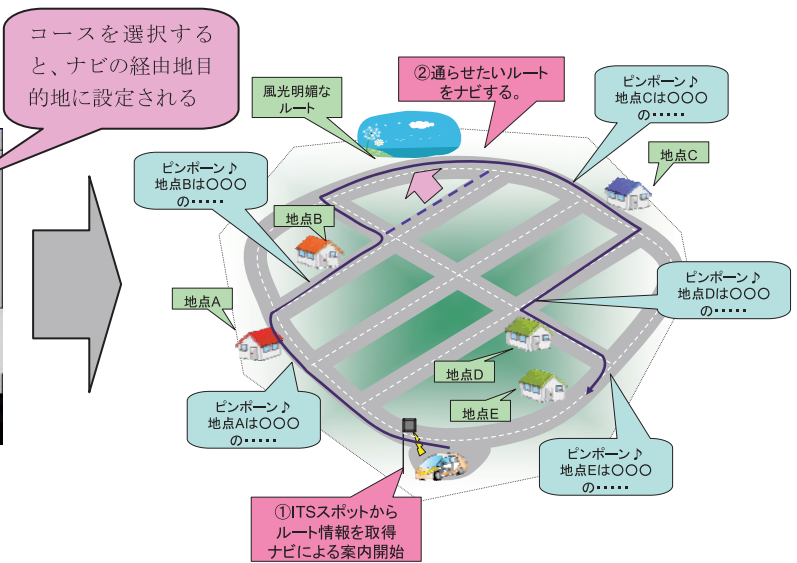 コースを選択する
と、ナビの経由地目
的地に設定される
風光明媚な
ルート
②通らせたいルート
をナビする。
ピンポーン♪
地点Cは〇〇〇
の・・・・・
地点C
ピンポーン♪
地点Bは〇〇〇
の・・・・・
地点B
地点A
ピンポーン♪
地点Dは〇〇〇
の・・・・・
地点D
地点E
ピンポーン♪
地点Aは〇〇〇
の・・・・・
ピンポーン♪
地点Eは〇〇〇
の・・・・・
①ITSスポットから
ルート情報を取得
ナビによる案内開始